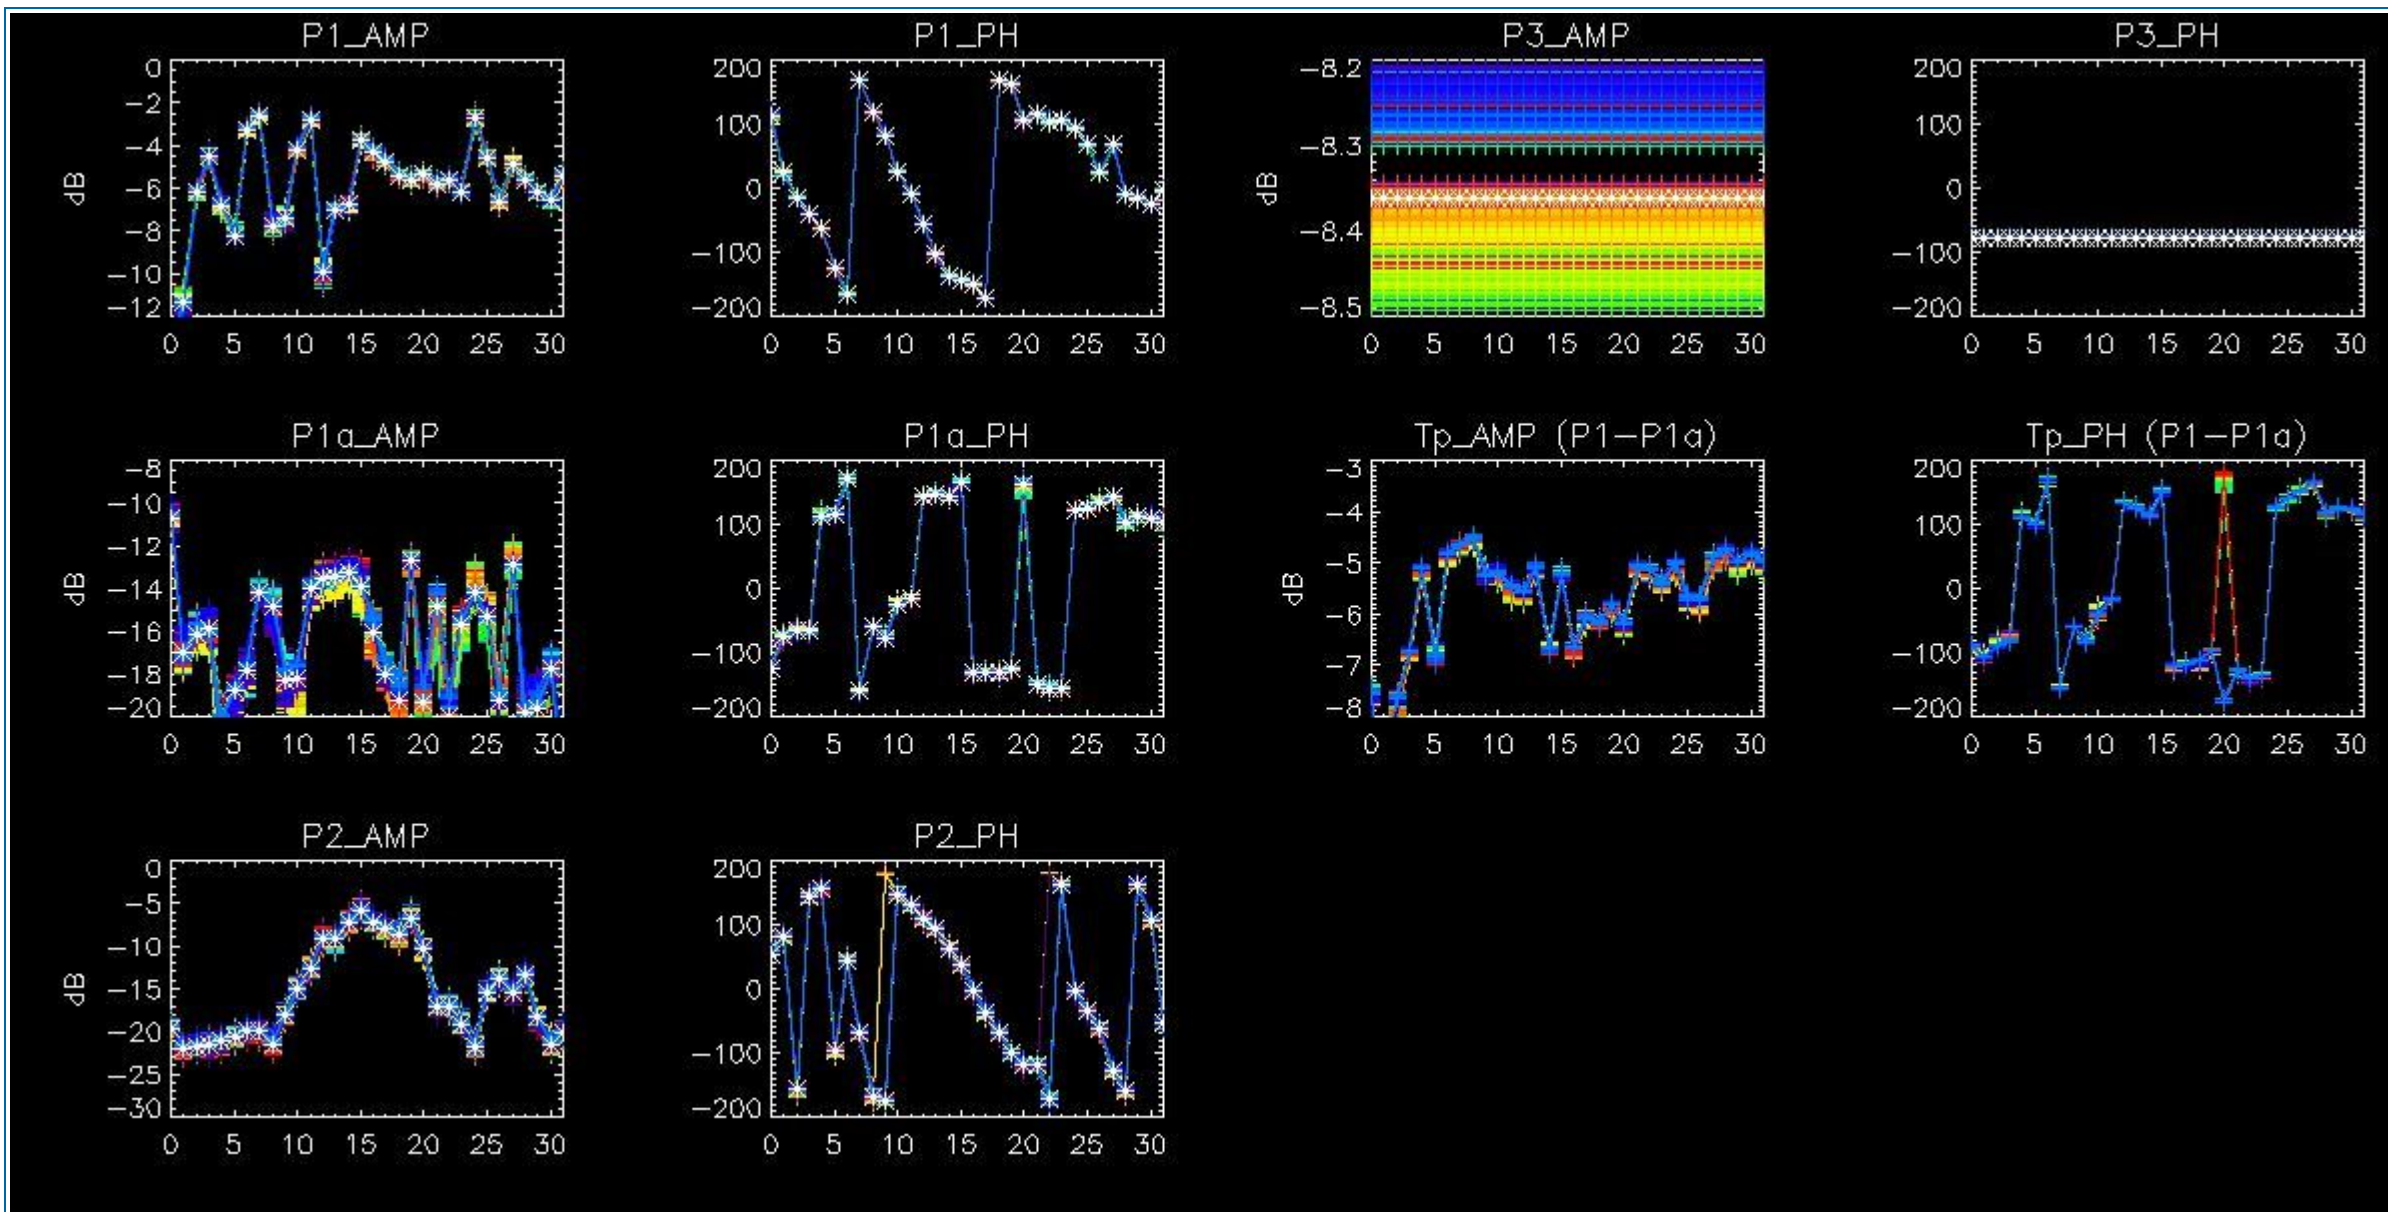 P1_AMP
dB
0
−2
−4
−6
−8
−10
−12
0 5 10 15 20 25 30
P1_PH
200
100
0
−100
−200
0 5 10 15 20 25 30
P3_AMP
dB
−8.2
−8.3
−8.4
−8.5
0 5 10 15 20 25 30
P3_PH
200
100
0
−100
−200
0 5 10 15 20 25 30
P1a_AMP
dB
−8
−10
−12
−14
−16
−18
−20
0 5 10 15 20 25 30
P1a_PH
200
100
0
−100
−200
0 5 10 15 20 25 30
Tp_AMP (P1−P1a)
dB
−3
−4
−5
−6
−7
−8
0 5 10 15 20 25 30
Tp_PH (P1−P1a)
200
100
0
−100
−200
0 5 10 15 20 25 30
P2_AMP
dB
0
−5
−10
−15
−20
−25
−30
0 5 10 15 20 25 30
P2_PH
200
100
0
−100
−200
0 5 10 15 20 25 30